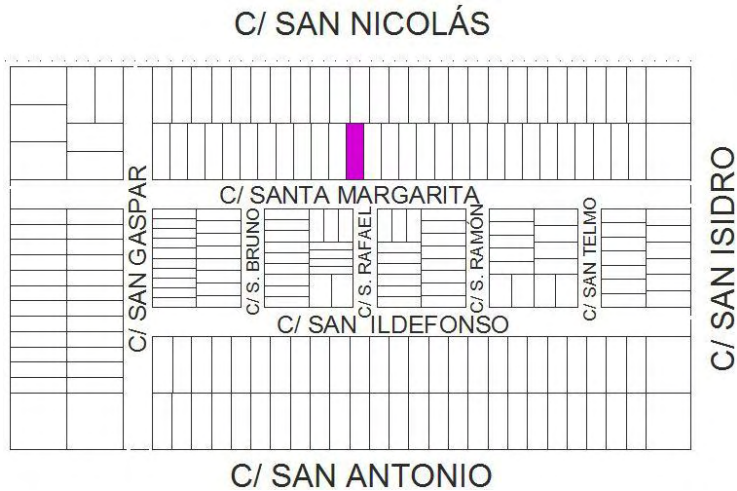 C/ SAN NICOLÁS
C/ SANTA MARGARITA
C/ SAN GASPAR
C/ S. BRUNO
C/ S. RAFAEL
C/ S. RAMÓN
C/ SAN TELMO
C/ SAN ISIDRO
C/ SAN ILDEFONSO
C/ SAN ANTONIO